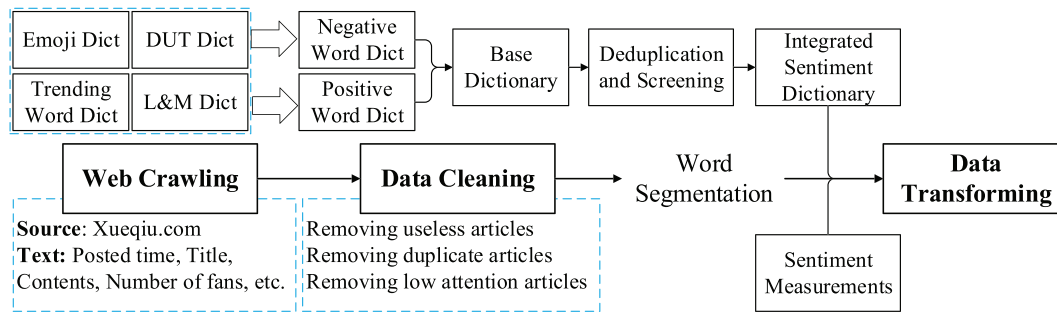 Emoji Dict
DUT Dict
Trending
Word Dict
L&M Dict
Negative
Word Dict
Positive
Word Dict
Base
Dictionary
Deduplication
and Screening
Integrated
Sentiment
Dictionary
Web Crawling
Data Cleaning
Word
Segmentation
Data
Transforming
Source: Xueqiu.com
Text: Posted time, Title,
Contents, Number of fans, etc.
Removing useless articles
Removing duplicate articles
Removing low attention articles
Sentiment
Measurements